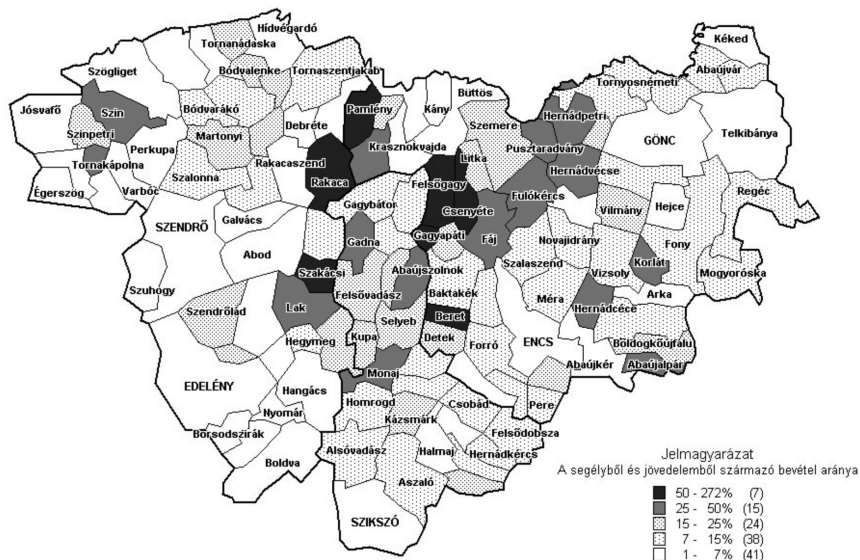 Hídvégardó
Tornanádaska
Kéked
Szögliget
Bódvalenke
Tornaszentjakab
Abaújvár
Tornyosnémeti
Jósvafő
Szin
Bódvarákó
Pamlény
Kány
Büttös
Hernádpetri
Szinpetri
Martonyi
Debréte
Szemere
GÖNC
Telkibánya
Perkupa
Krasznokvajda
Pusztaradvány
Tornakápolna
Rakacaszend
Litka
Hernádvécse
Égerszög
Varbóc
Szalonna
Rakaca
Felsőgagy
Fulókércs
Regéc
Gagybátor
Csenyéte
Vilmány
Hejce
SZENDRŐ
Galvács
Gadna
Gagyapáti
Fáj
Novajidrány
Fony
Abod
Szakácsi
Abaújszolnok
Szalaszend
Vizsoly
Korlát
Mogyoróska
Szuhogy
Felsővadász
Baktakék
Méra
Arka
Szendrőlád
Lak
Selyeb
Beret
Hernádcéce
Hegymeg
Kupa
Detek
Forró
ENCS
Boldogkőújfalu
EDELÉNY
Monaj
Abaújkér
Abaújalpár
Hangács
Homrogd
Csobád
Pere
Nyomár
Kázsmárk
Borsodszirák
Felsődobsza
Alsóvadász
Halmaj
Hernádkércs
Boldva
Aszaló
SZIKSZÓ
Jelmagyarázat
A segélyből és jövedelemből származó bevétel aránya
50 - 272% (7)
25 - 50% (15)
15 - 25% (24)
7 - 15% (38)
1 - 7% (41)